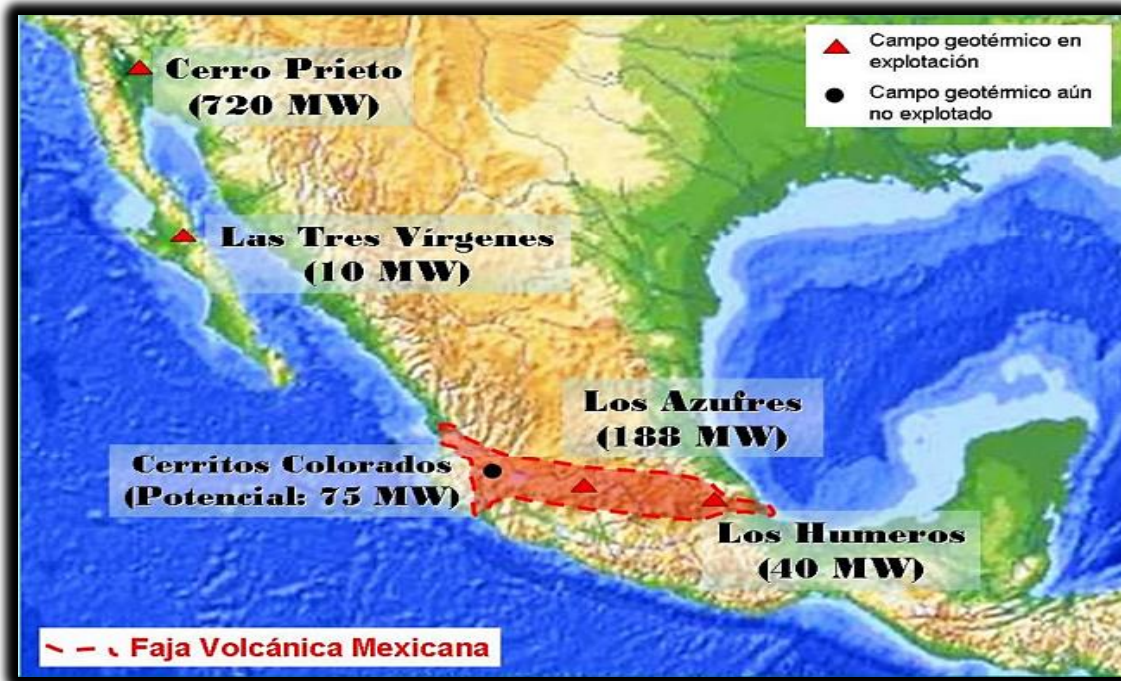 Cerro Prieto
(720 MW)
Campo geotérmico en
explotación
Campo geotérmico aún
no explotado
Las Tres Vírgenes
(10 MW)
Los Azufres
(188 MW)
Cerritos Colorados
(Potencial: 75 MW)
Los Humeros
(40 MW)
Faja Volcánica Mexicana